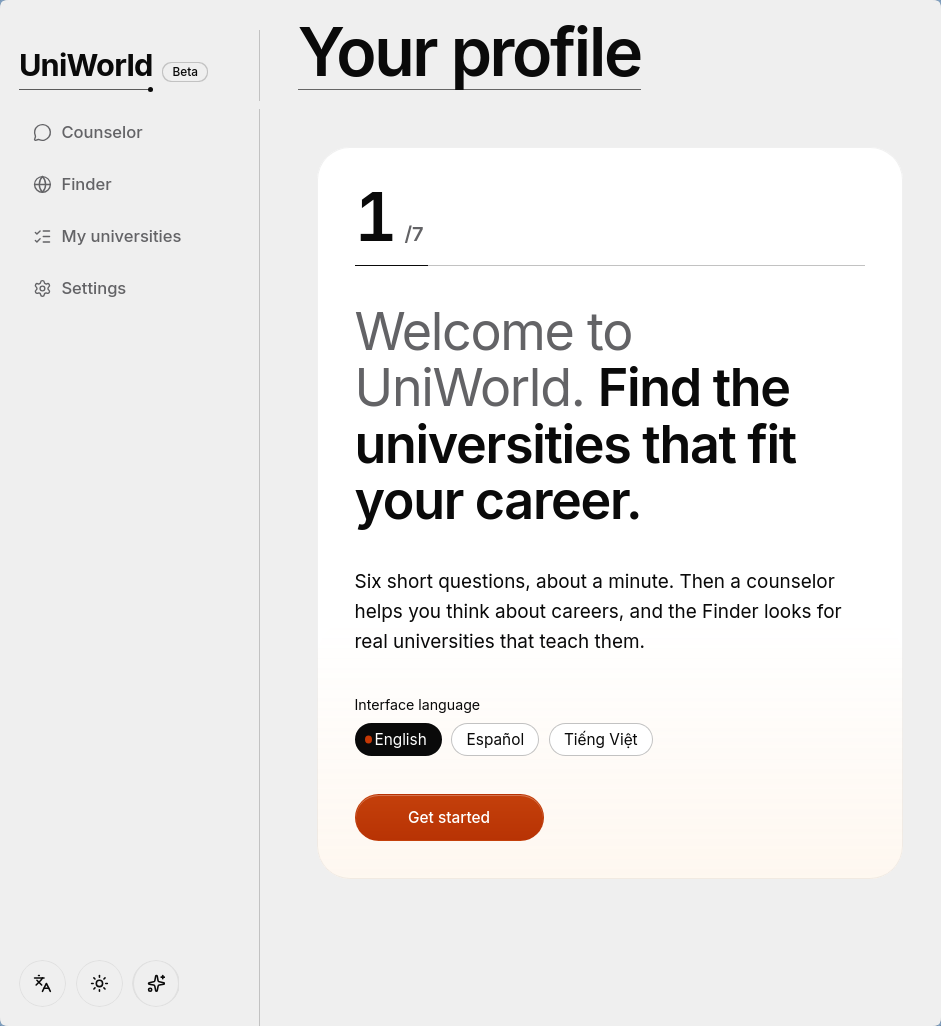 UniWorld
Beta
Your profile
Counselor
Finder
My universities
Settings
1 /7
Welcome to
UniWorld. Find the
universities that fit
your career.
Six short questions, about a minute. Then a counselor
helps you think about careers, and the Finder looks for
real universities that teach them.
Interface language
English
Español
Tiếng Việt
Get started